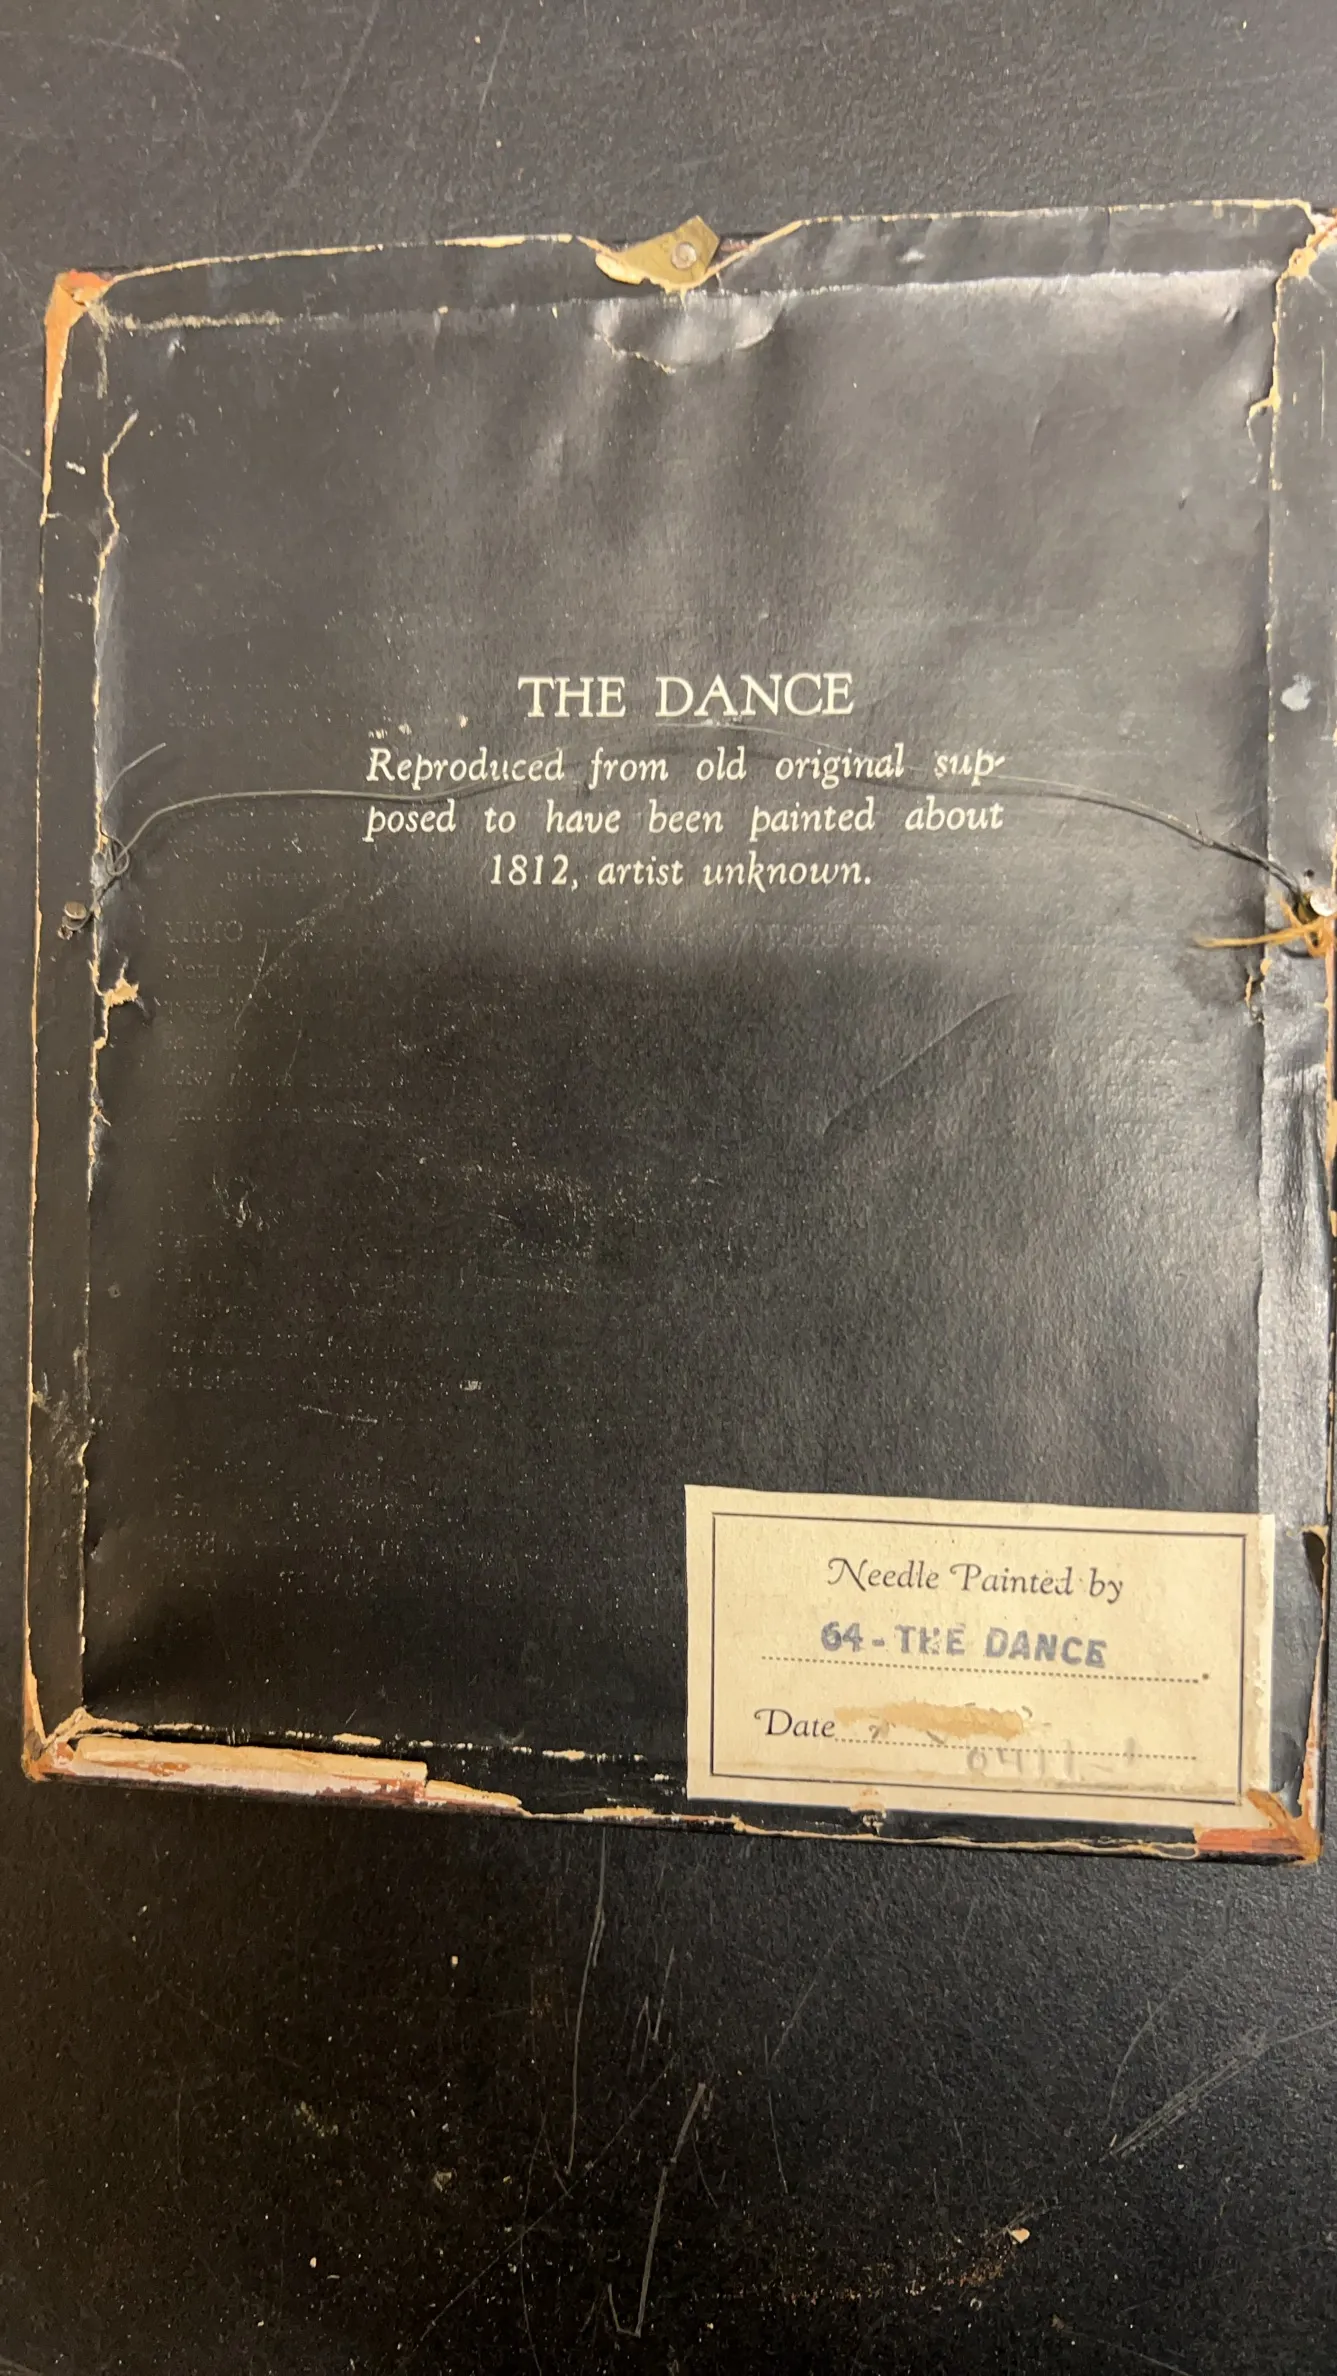 THE DANCE
Reproduced from old original sup-
posed to have been painted about
1812, artist unknown.
Needle Painted by
64 - THE DANCE
Date